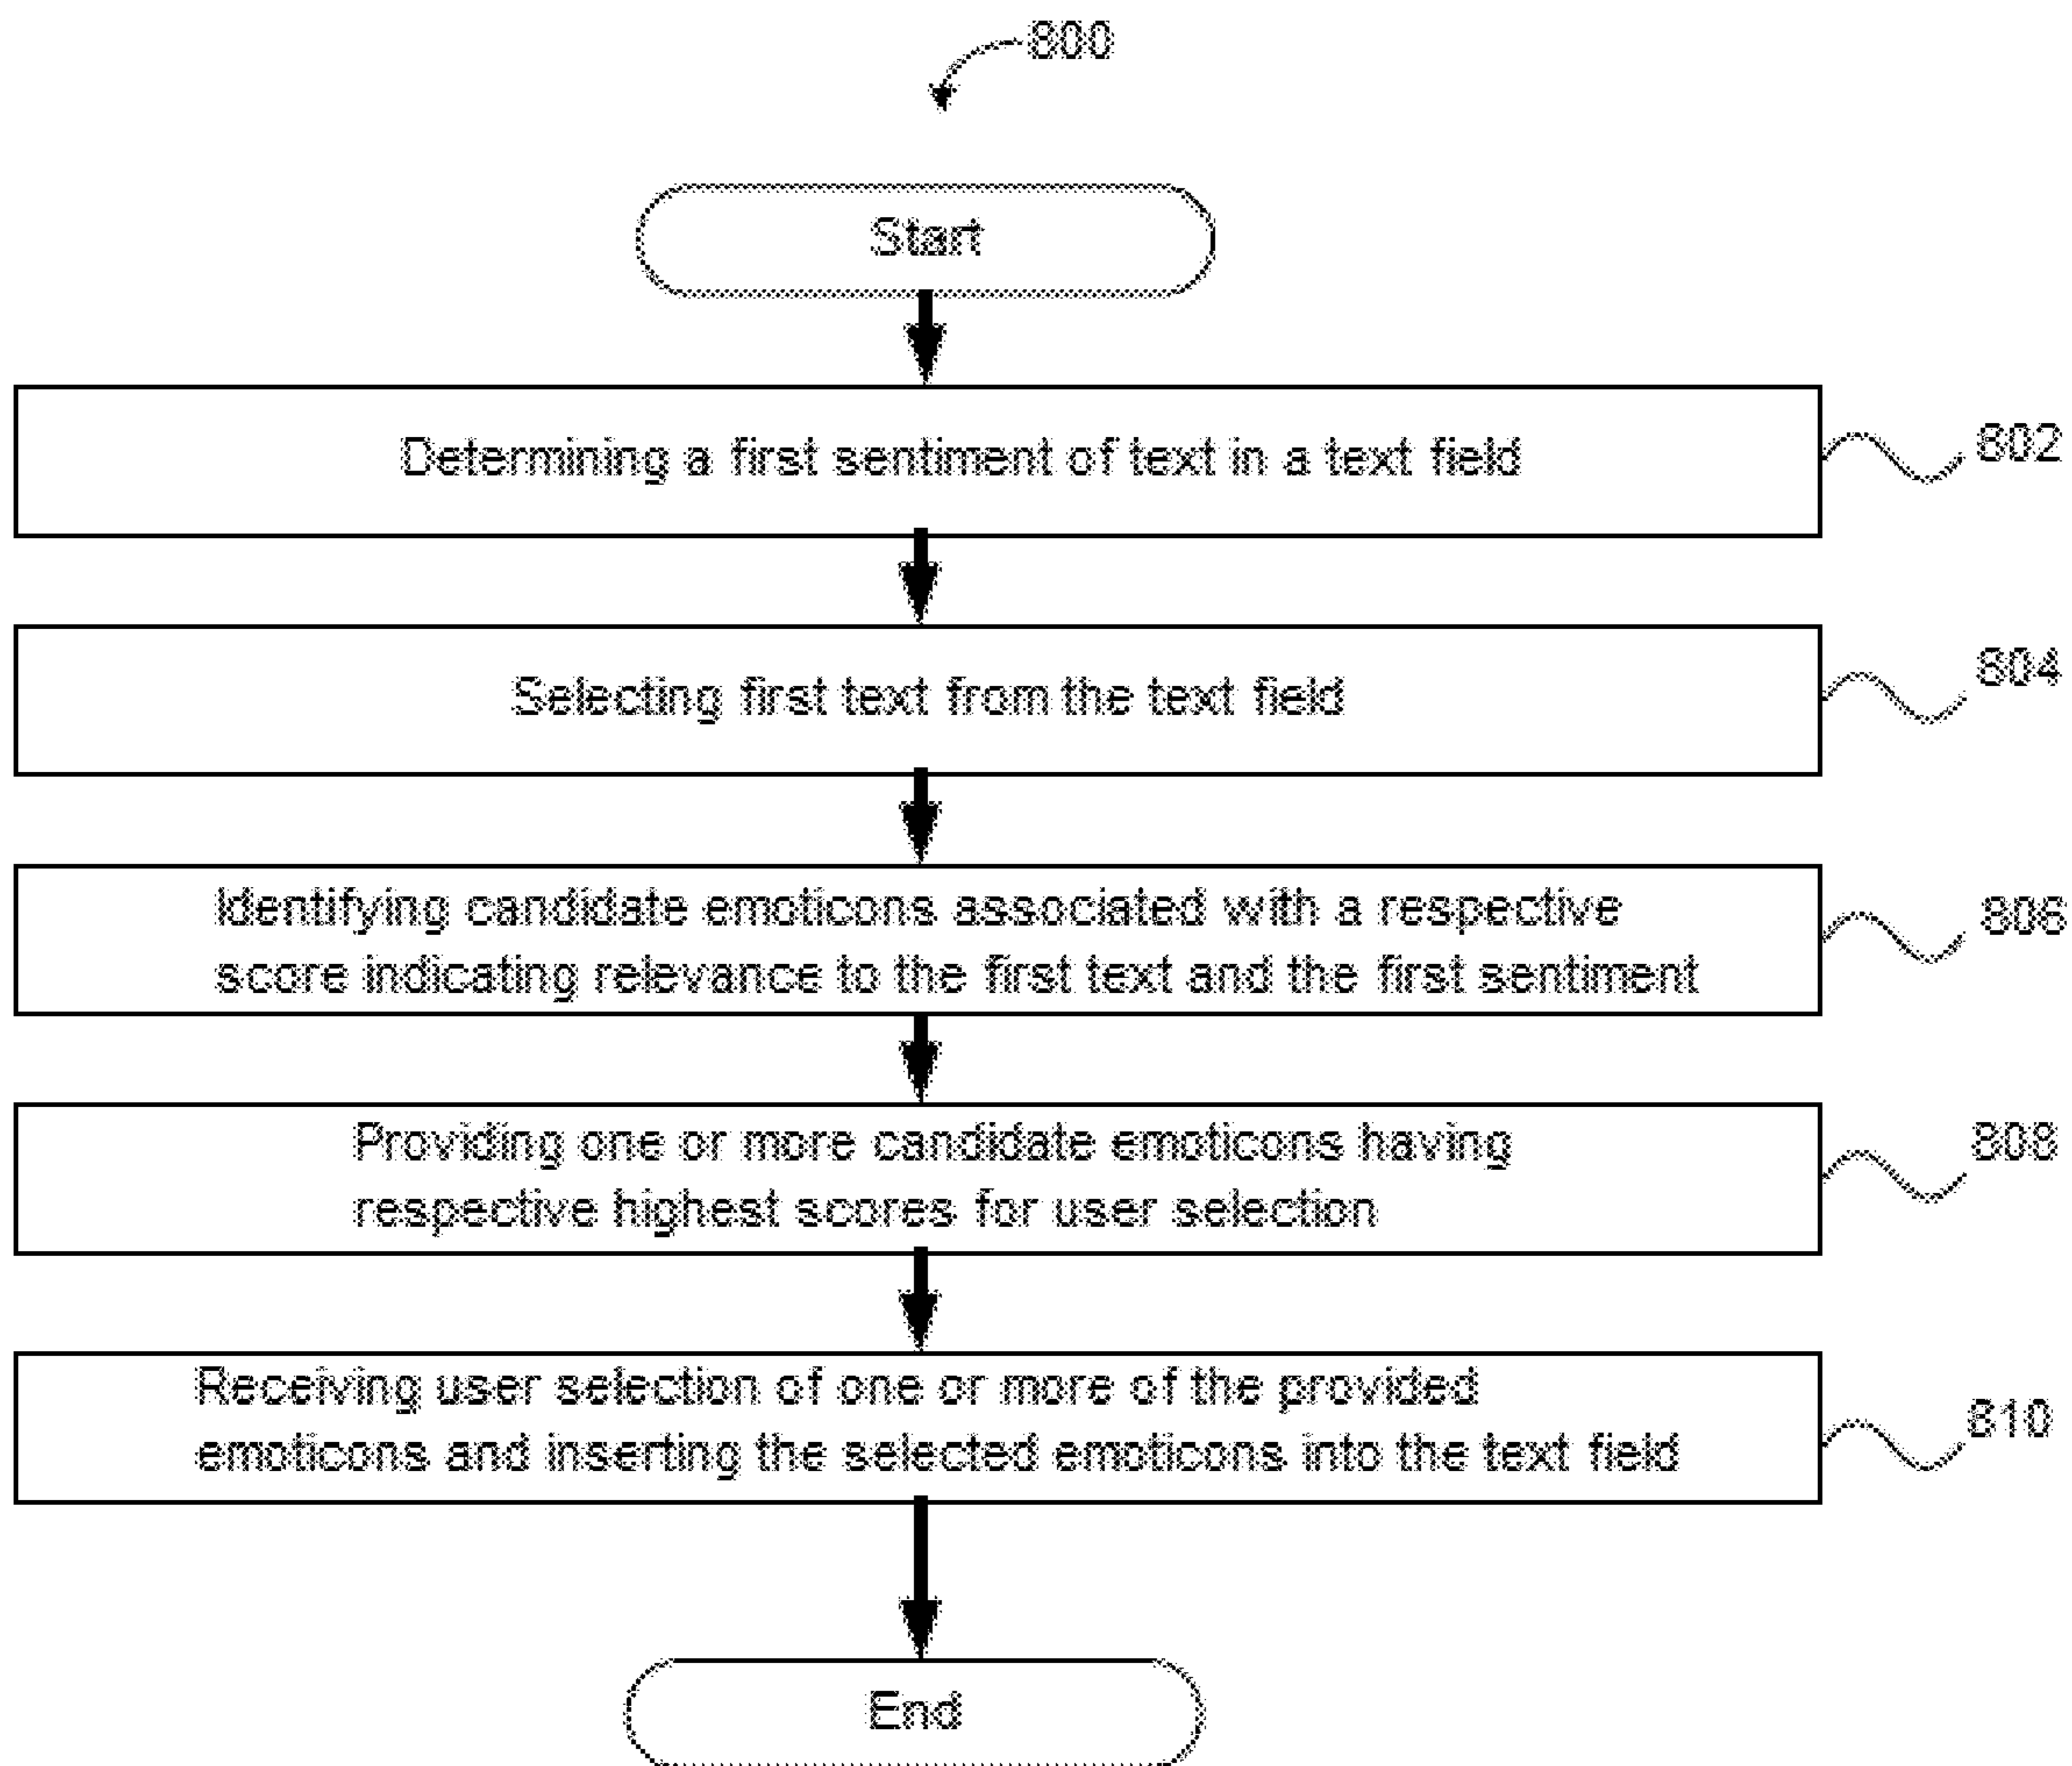 800
Start
Determining a first sentiment of text in a text field
802
Selecting first text from the text field
804
Identifying candidate emoticons associated with a respective
score indicating relevance to the first text and the first sentiment
806
Providing one or more candidate emoticons having
respective highest scores for user selection
808
Receiving user selection of one or more of the provided
emoticons and inserting the selected emoticons into the text field
810
End